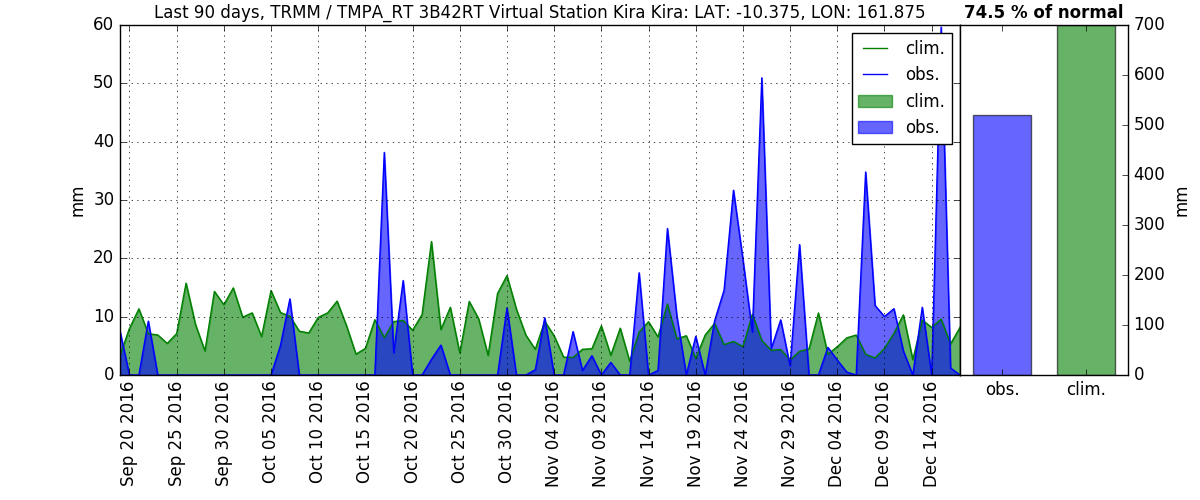 Last 90 days, TRMM / TMPA_RT 3B42RT Virtual Station Kira Kira: LAT: -10.375, LON: 161.875
74.5 % of normal
60
50
40
30
20
10
0
mm
clim.
obs.
clim.
obs.
700
600
500
400
300
200
100
0
mm
Sep 20 2016
Sep 25 2016
Sep 30 2016
Oct 05 2016
Oct 10 2016
Oct 15 2016
Oct 20 2016
Oct 25 2016
Oct 30 2016
Nov 04 2016
Nov 09 2016
Nov 14 2016
Nov 19 2016
Nov 24 2016
Nov 29 2016
Dec 04 2016
Dec 09 2016
Dec 14 2016
obs.
clim.